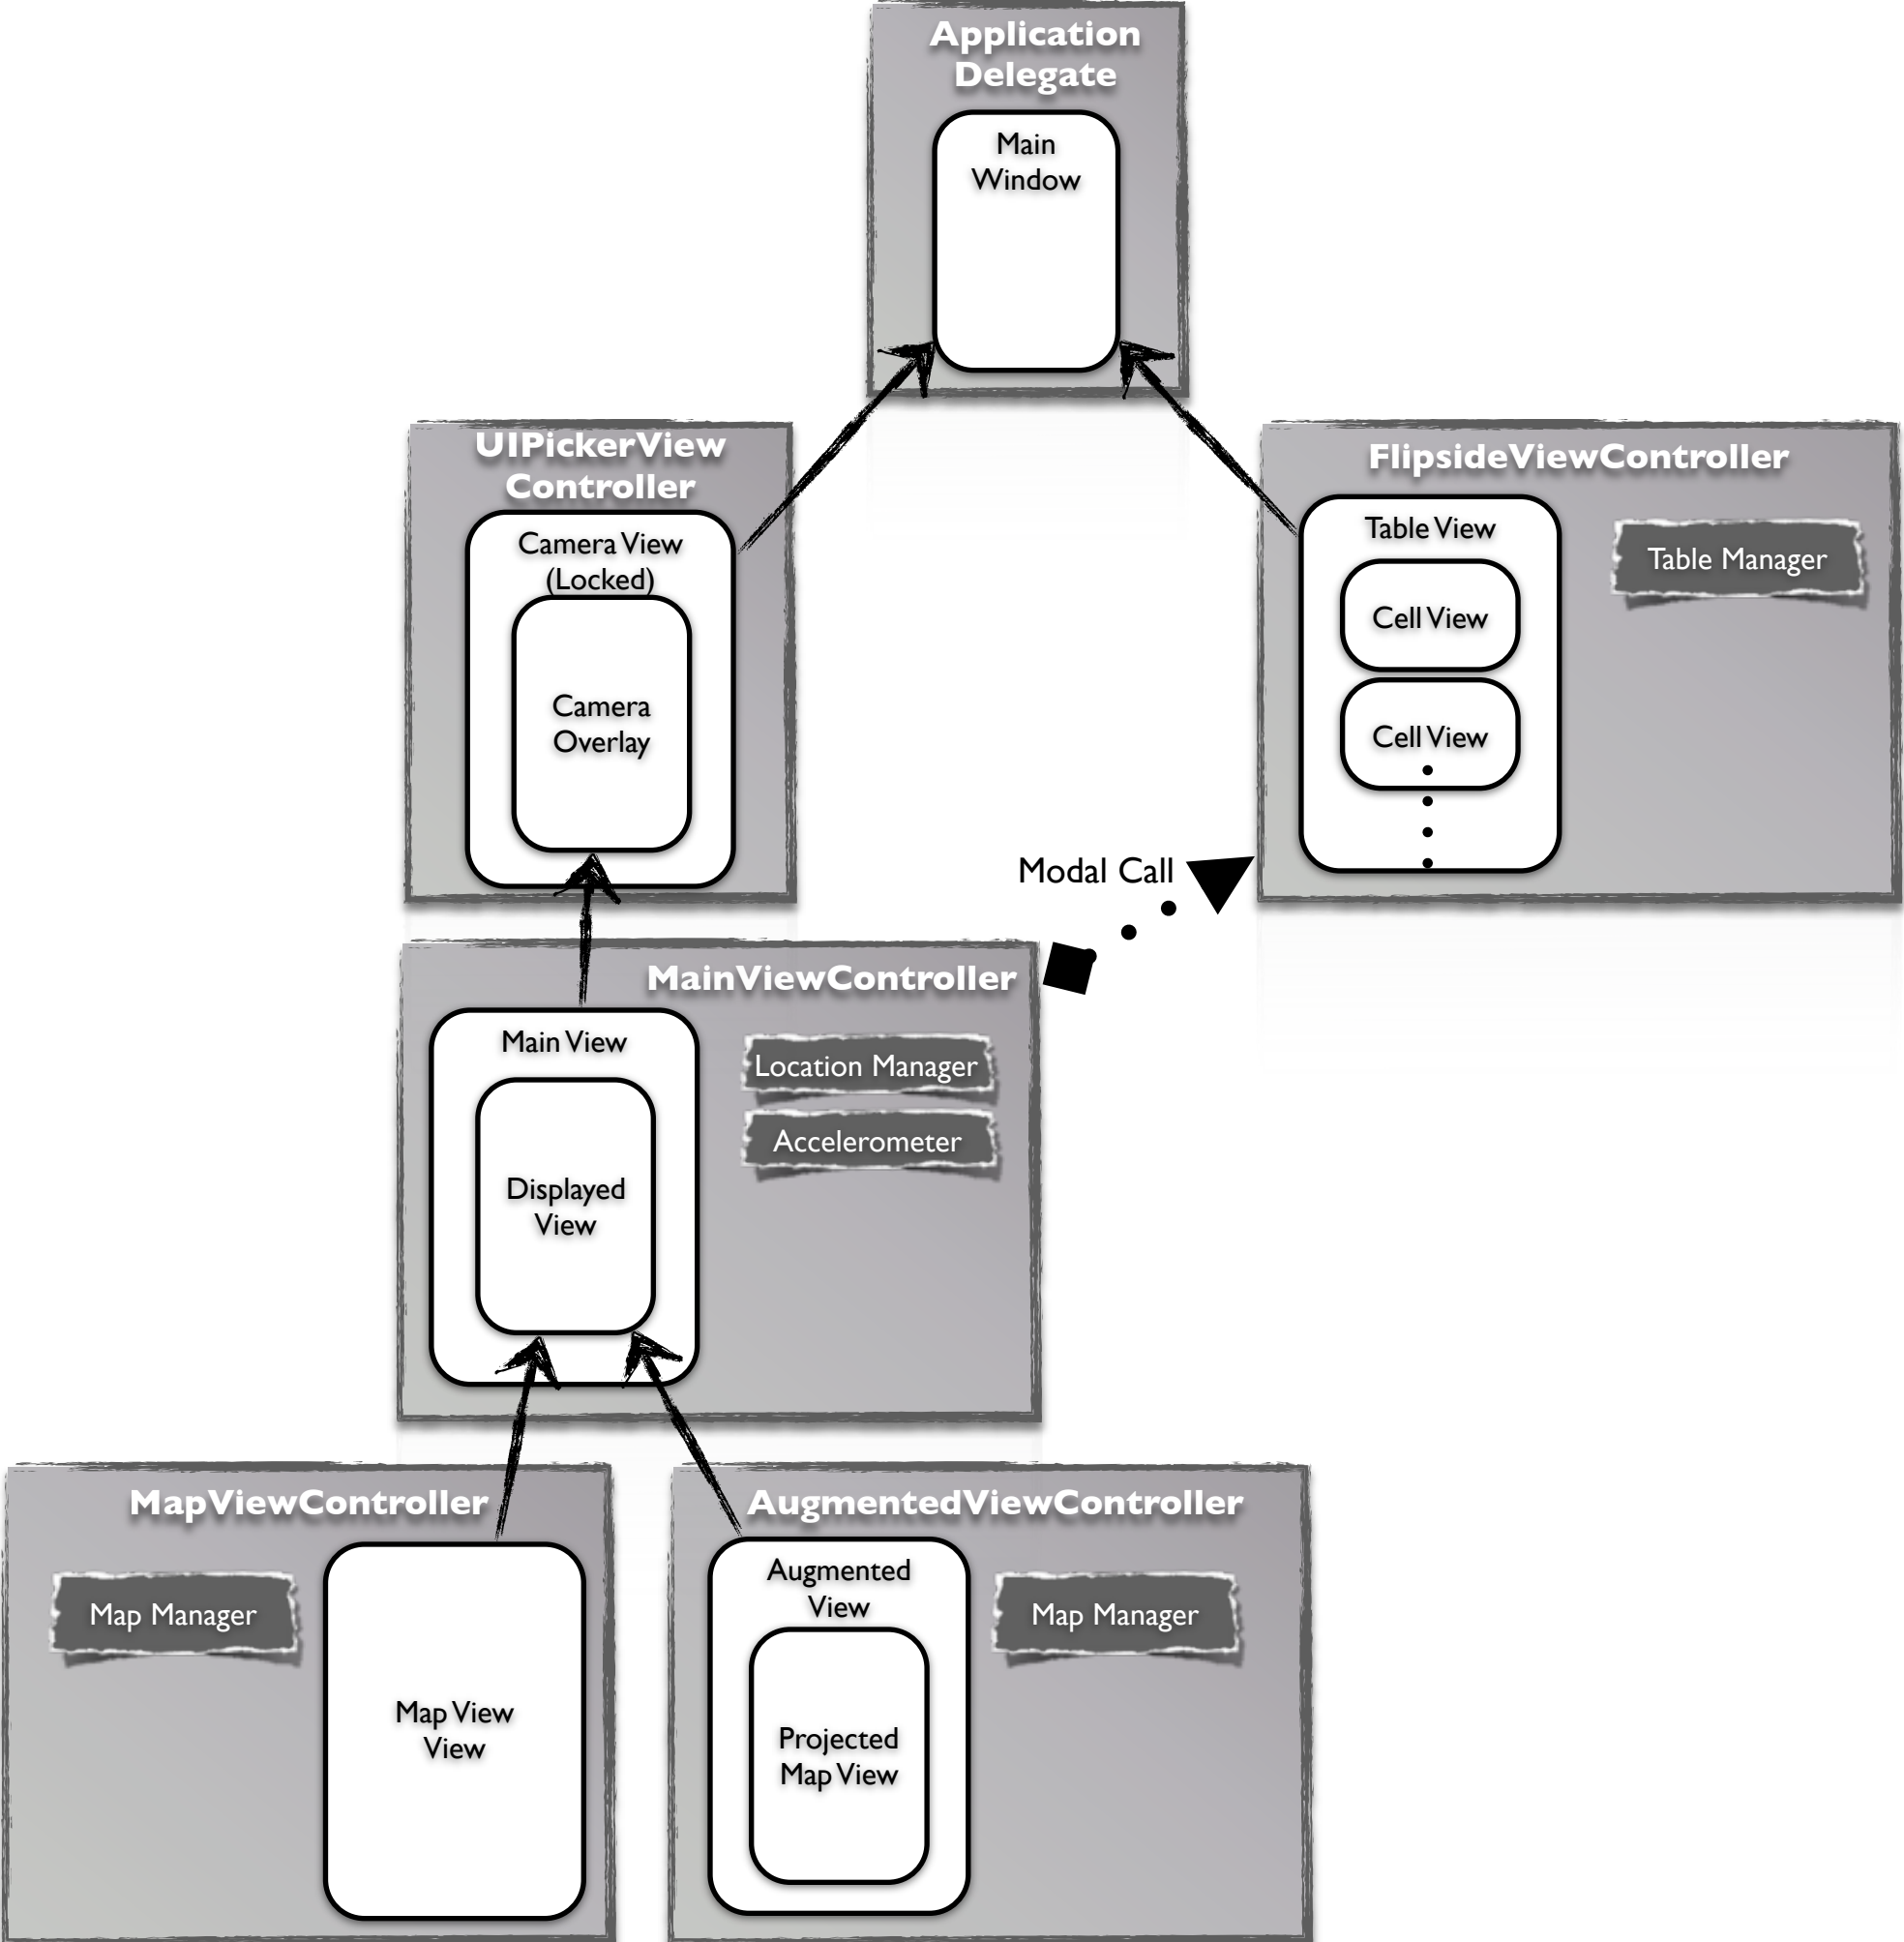 Application
Delegate
Main
Window
UIPickerView
Controller
Camera View
(Locked)
Camera
Overlay
FlipsideViewController
Table View
Table Manager
Cell View
Cell View
Modal Call
MainViewController
Main View
Location Manager
Accelerometer
Displayed
View
MapViewController
Map Manager
Map View
View
AugmentedViewController
Augmented
View
Map Manager
Projected
Map View